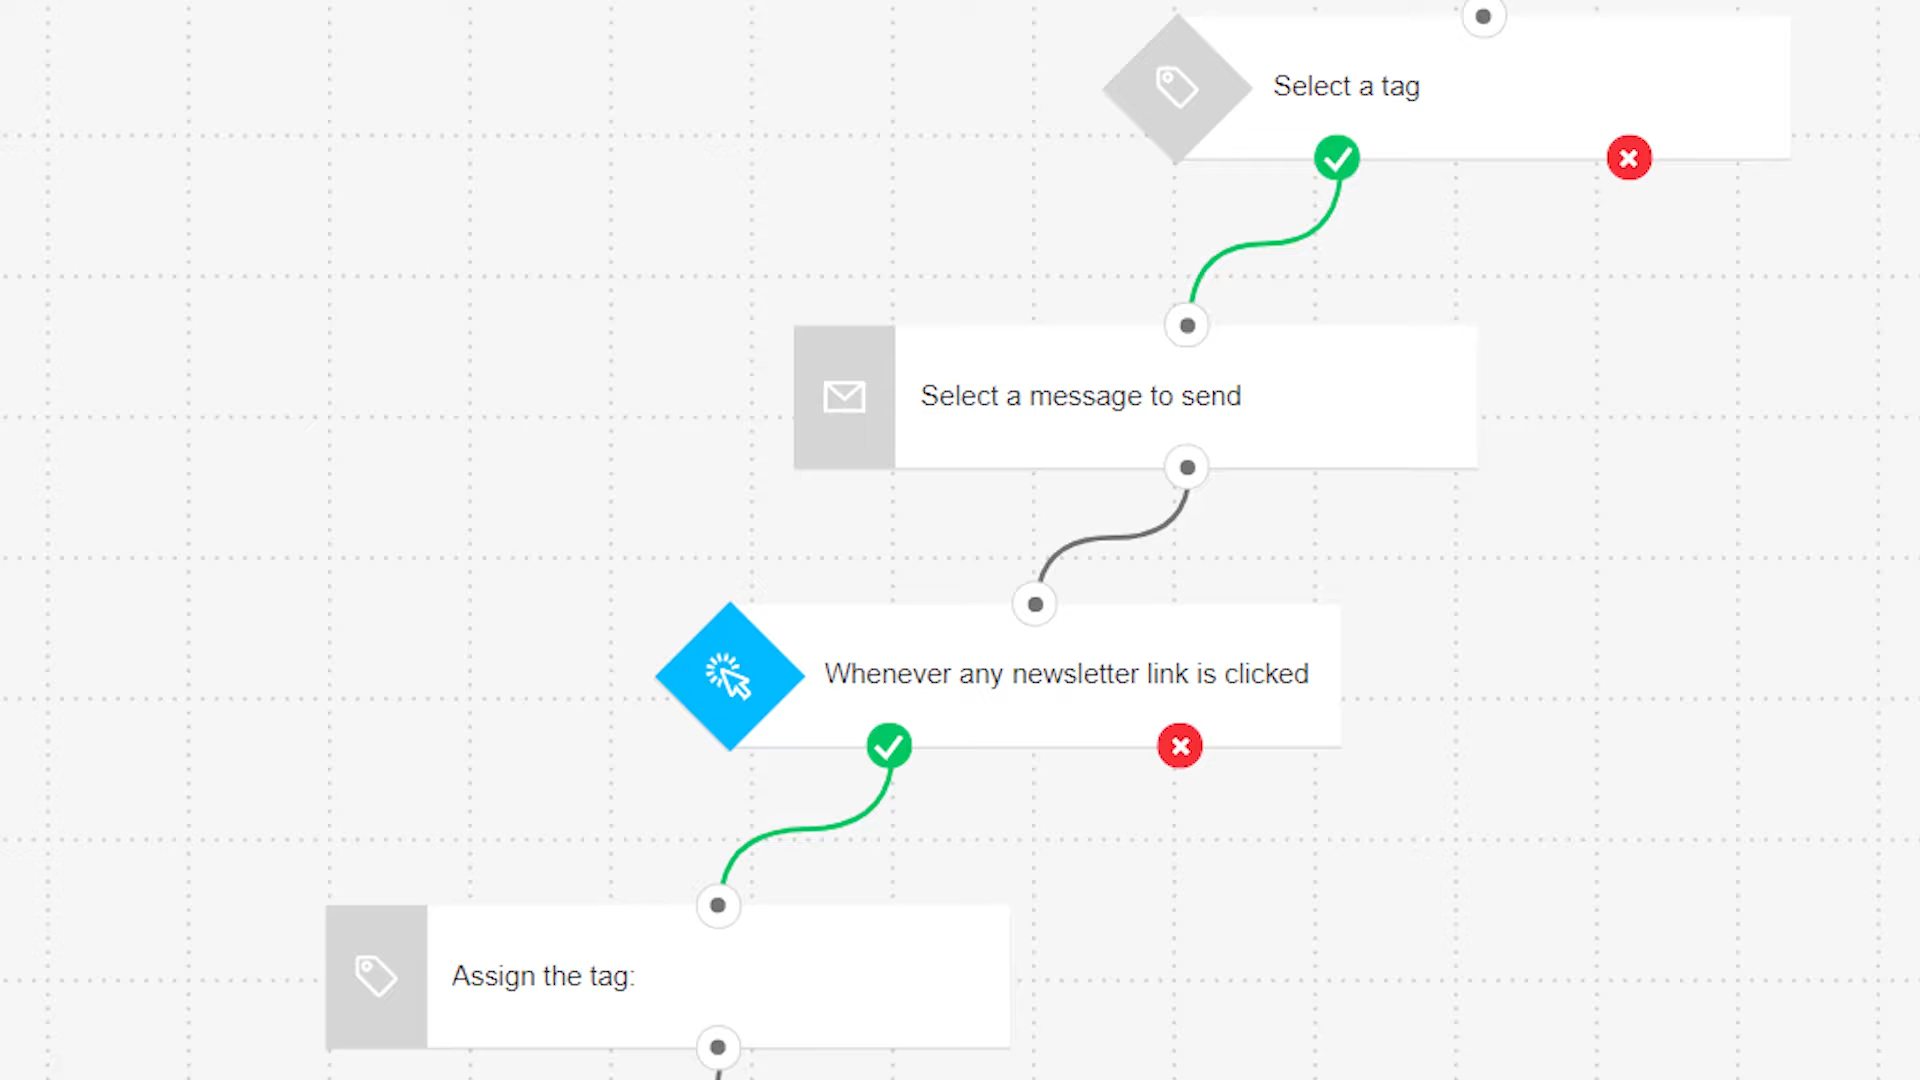 Select a tag
Select a message to send
Whenever any newsletter link is clicked
Assign the tag: